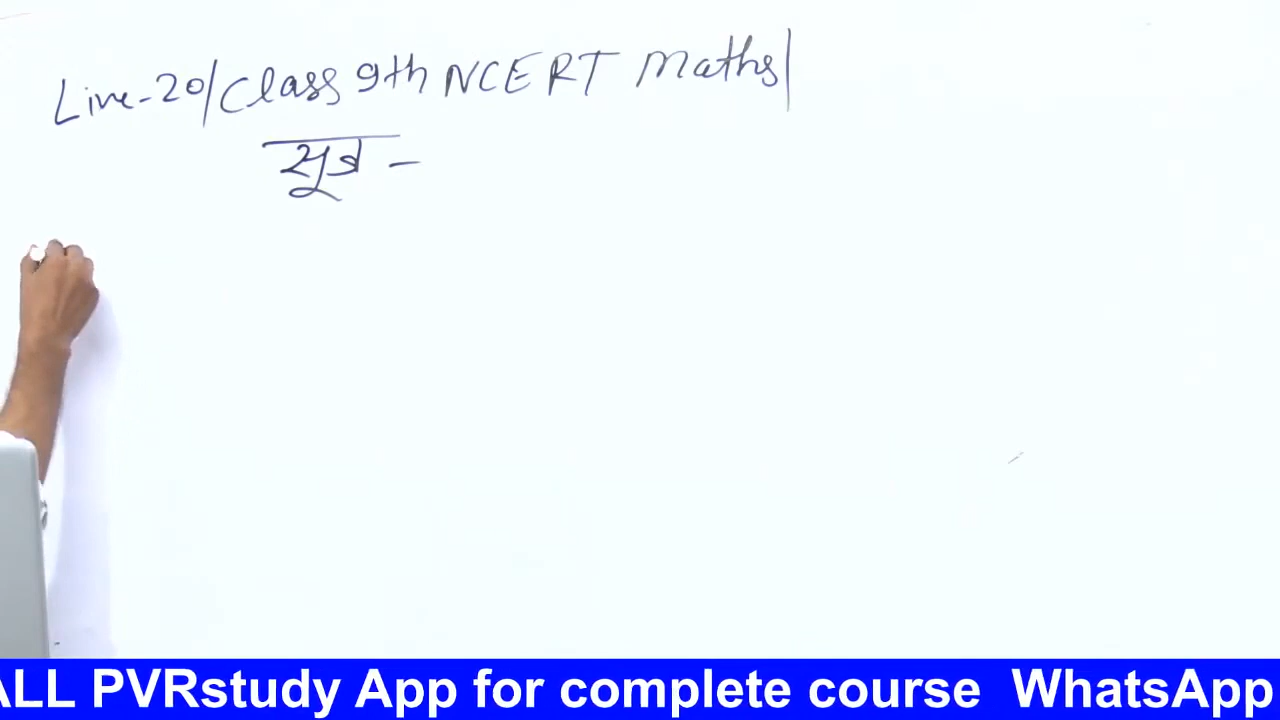 Live-20/Class 9th NCERT Maths|
सूत्र -
ALL PVRstudy App for complete course WhatsApp